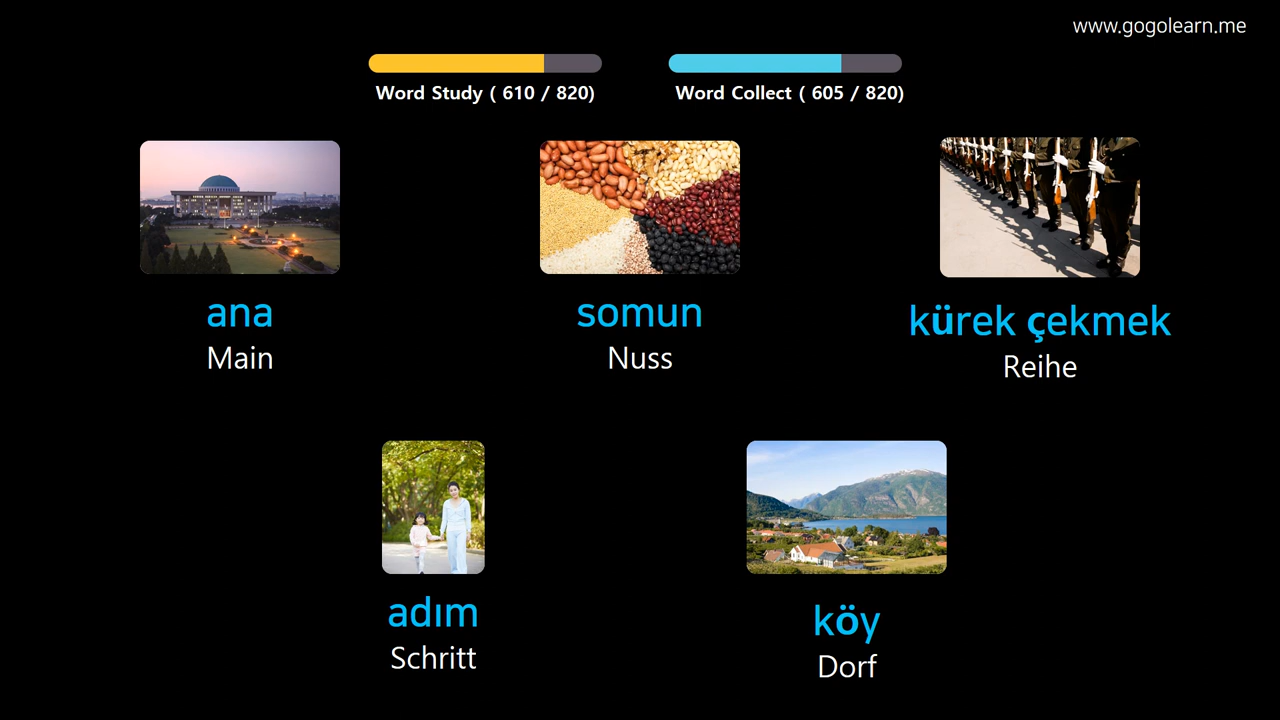 www.gogolearn.me
Word Study ( 610 / 820)
Word Collect ( 605 / 820)
ana
Main
somun
Nuss
kürek çekmek
Reihe
adım
Schritt
köy
Dorf